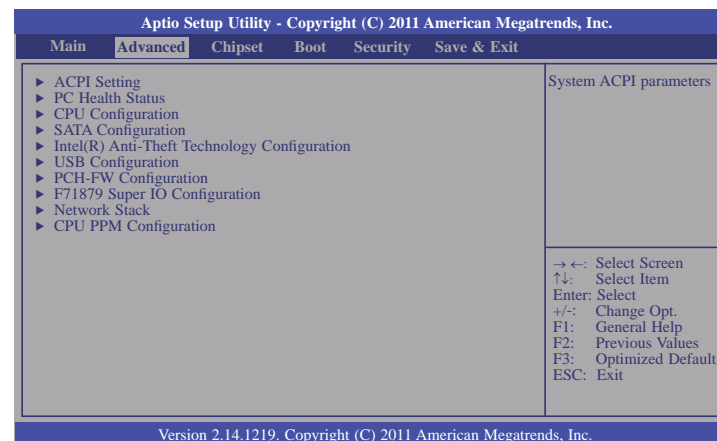 Aptio Setup Utility - Copyright (C) 2011 American Megatrends, Inc.
Main Advanced Chipset Boot Security Save & Exit
► ACPI Setting
► PC Health Status
► CPU Configuration
► SATA Configuration
► Intel(R) Anti-Theft Technology Configuration
► USB Configuration
► PCH-FW Configuration
► F71879 Super IO Configuration
► Network Stack
► CPU PPM Configuration
System ACPI parameters
→←: Select Screen
↑↓: Select Item
Enter: Select
+/-: Change Opt.
F1: General Help
F2: Previous Values
F3: Optimized Default
ESC: Exit
Version 2.14.1219. Copyright (C) 2011 American Megatrends, Inc.